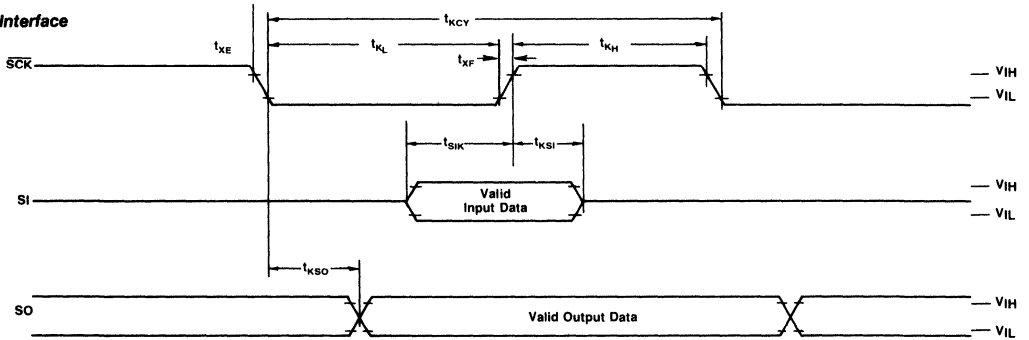 Interface
tKCY
tXE
tKL
tXF
tKH
SCK
VIH
VIL
tSIK
tKSI
SI
Valid
Input Data
VIH
VIL
tKSO
SO
Valid Output Data
VIH
VIL